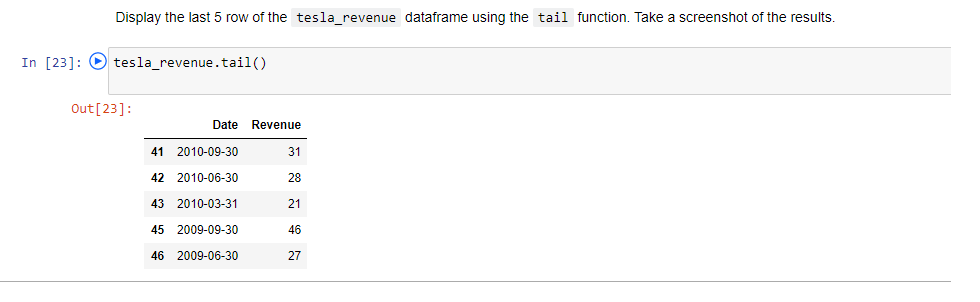 Display the last 5 row of the tesla_revenue dataframe using the tail function. Take a screenshot of the results.
In [23]: tesla_revenue.tail()
Out[23]:
Date Revenue
41 2010-09-30 31
42 2010-06-30 28
43 2010-03-31 21
45 2009-09-30 46
46 2009-06-30 27